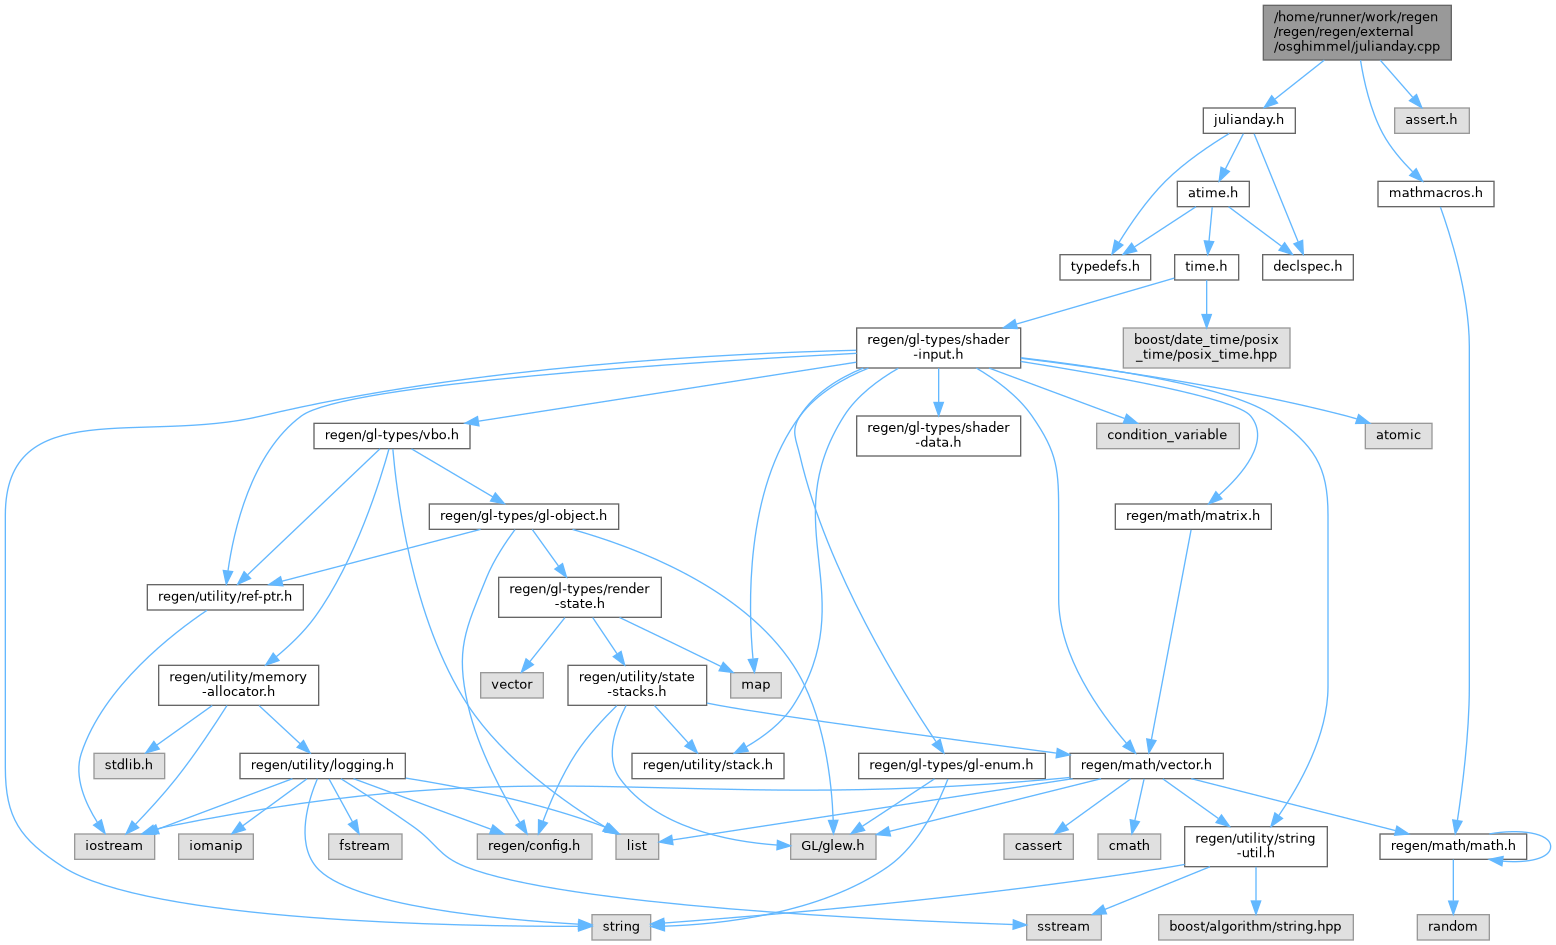 /home/runner/work/regen
/regen/regen/external
/osghimmel/julianday.cpp
julianday.h
assert.h
atime.h
mathmacros.h
typedefs.h
time.h
declspec.h
regen/gl-types/shader
-input.h
boost/date_time/posix
_time/posix_time.hpp
regen/gl-types/vbo.h
regen/gl-types/shader
-data.h
condition_variable
atomic
regen/gl-types/gl-object.h
regen/math/matrix.h
regen/utility/ref-ptr.h
regen/gl-types/render
-state.h
regen/utility/memory
-allocator.h
vector
regen/utility/state
-stacks.h
map
stdlib.h
regen/utility/logging.h
regen/utility/stack.h
regen/gl-types/gl-enum.h
regen/math/vector.h
iostream
iomanip
fstream
regen/config.h
list
GL/glew.h
cassert
cmath
regen/utility/string
-util.h
regen/math/math.h
string
sstream
boost/algorithm/string.hpp
random